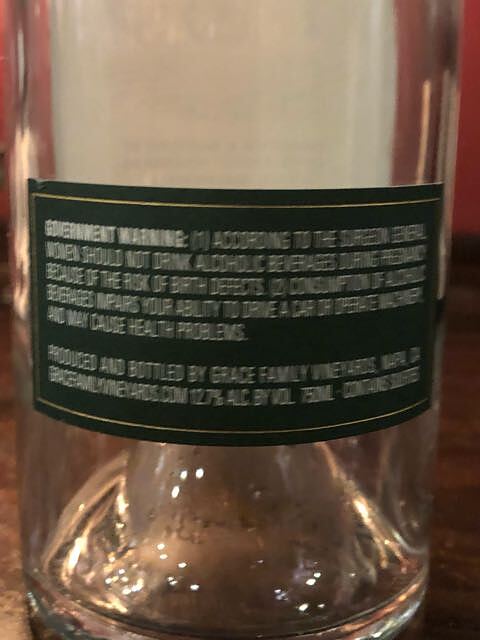 GOVERNMENT WARNING: (1) ACCORDING TO THE SURGEON GENERAL
WOMEN SHOULD NOT DRINK ALCOHOLIC BEVERAGES DURING PREGNANCY
BECAUSE OF THE RISK OF BIRTH DEFECTS. (2) CONSUMPTION OF ALCOHOLIC
BEVERAGES IMPAIRS YOUR ABILITY TO DRIVE A CAR OR OPERATE MACHINERY,
AND MAY CAUSE HEALTH PROBLEMS.
PRODUCED AND BOTTLED BY GRACE FAMILY VINEYARDS, NAPA, CA
GRACEFAMILYVINEYARDS.COM 12.7% ALC. BY VOL. 750ML · CONTAINS SULFITES